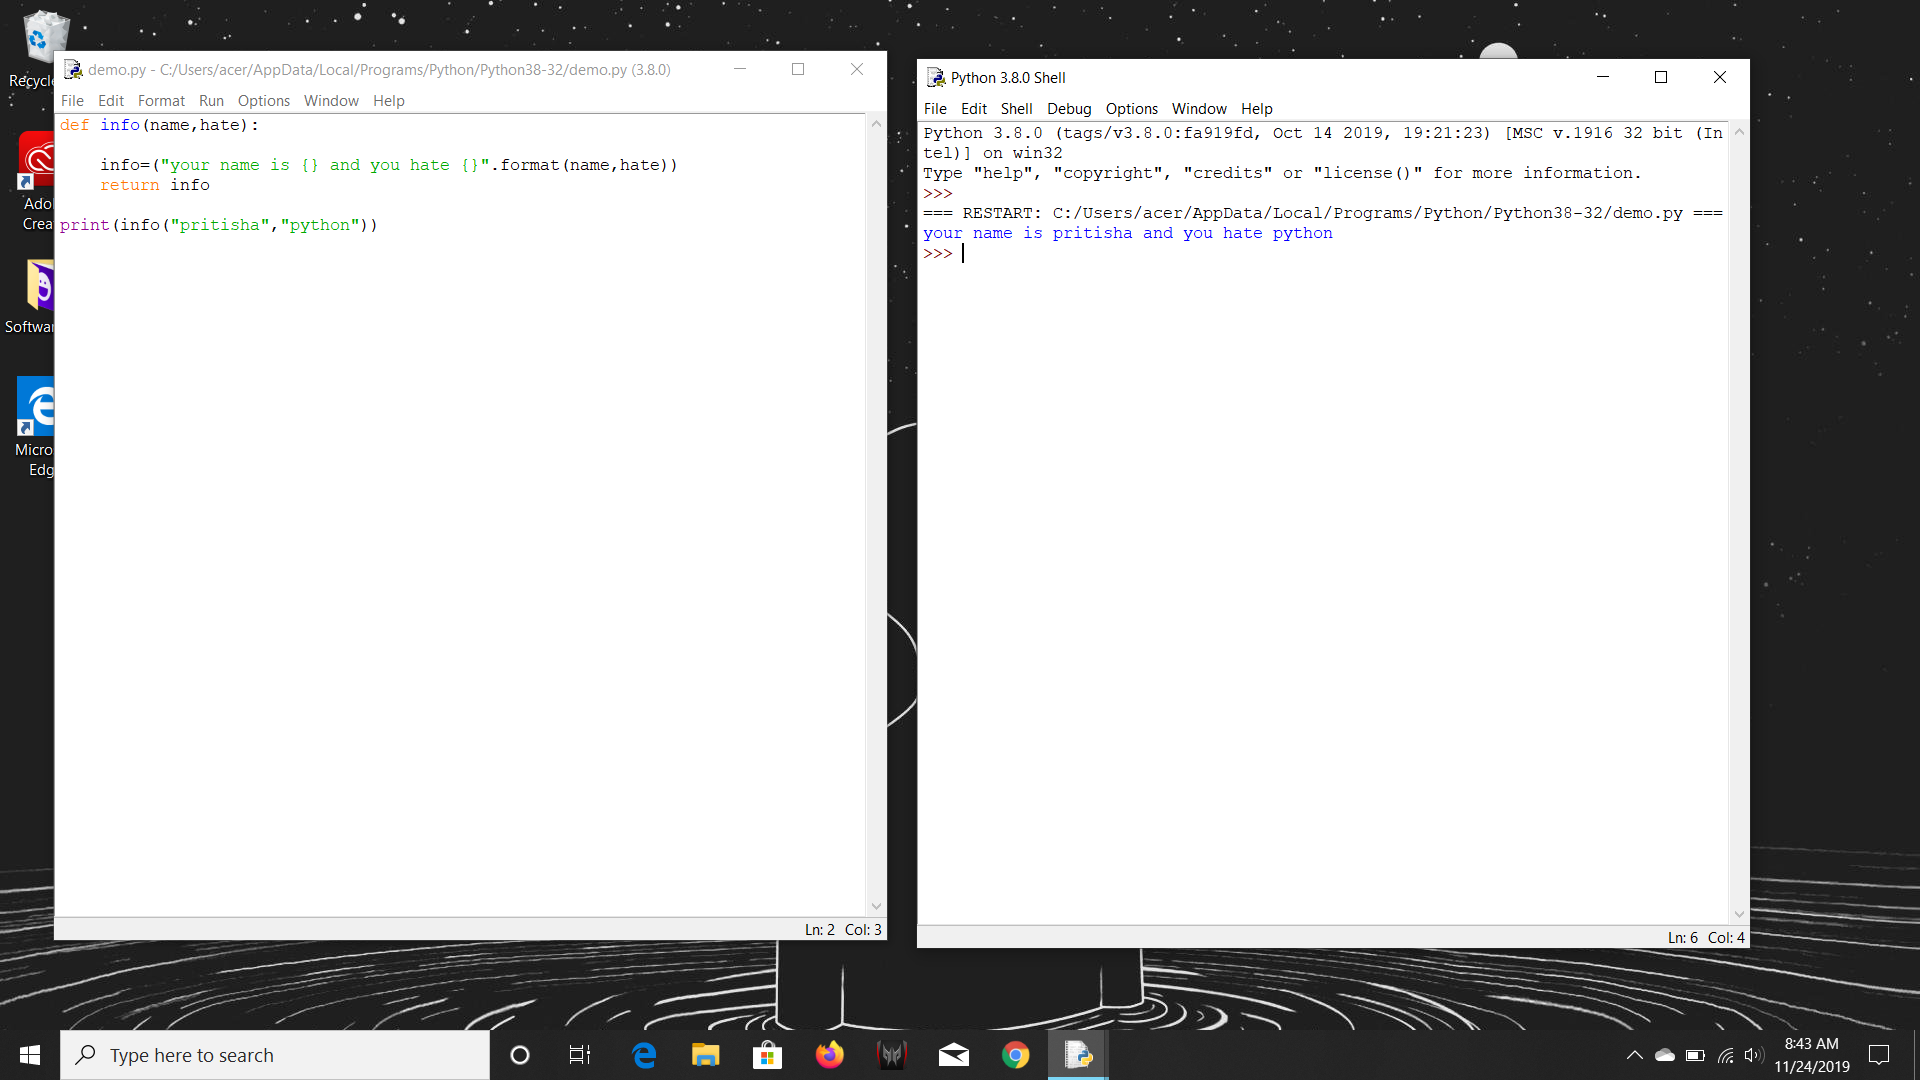 Recycle
Adob
Crea
Softwar
Micro
Edg
demo.py - C:/Users/acer/AppData/Local/Programs/Python/Python38-32/demo.py (3.8.0)
File Edit Format Run Options Window Help
def info(name,hate):
    info=("your name is {} and you hate {}".format(name,hate))
    return info
print(info("pritisha","python"))
Ln: 2 Col: 3
Python 3.8.0 Shell
File Edit Shell Debug Options Window Help
Python 3.8.0 (tags/v3.8.0:fa919fd, Oct 14 2019, 19:21:23) [MSC v.1916 32 bit (In
tel)] on win32
Type "help", "copyright", "credits" or "license()" for more information.
>>>
=== RESTART: C:/Users/acer/AppData/Local/Programs/Python/Python38-32/demo.py ===
your name is pritisha and you hate python
>>>
Ln: 6 Col: 4
Type here to search
8:43 AM
11/24/2019